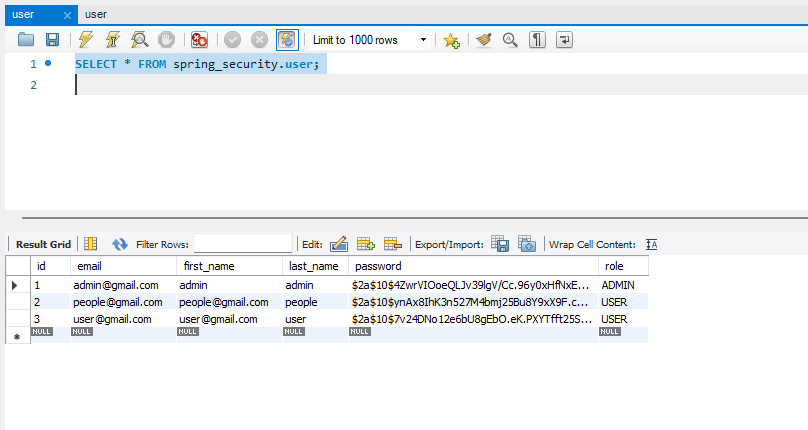 user × user
Limit to 1000 rows
1 SELECT * FROM spring_security.user;
2
Result Grid Filter Rows: Edit: Export/Import: Wrap Cell Content:
id email first_name last_name password role
1 admin@gmail.com admin admin $2a$10$4ZwrVIOoeQLJv39lgV/Cc.96y0xHfNxE... ADMIN
2 people@gmail.com people@gmail.com people $2a$10$ynAx8IhK3n527M4bmj25Bu8Y9xX9F.c... USER
3 user@gmail.com user@gmail.com user $2a$10$7v24DNo12e6bU8gEbO.eK.PXYTfft25S... USER
NULL NULL NULL NULL NULL NULL